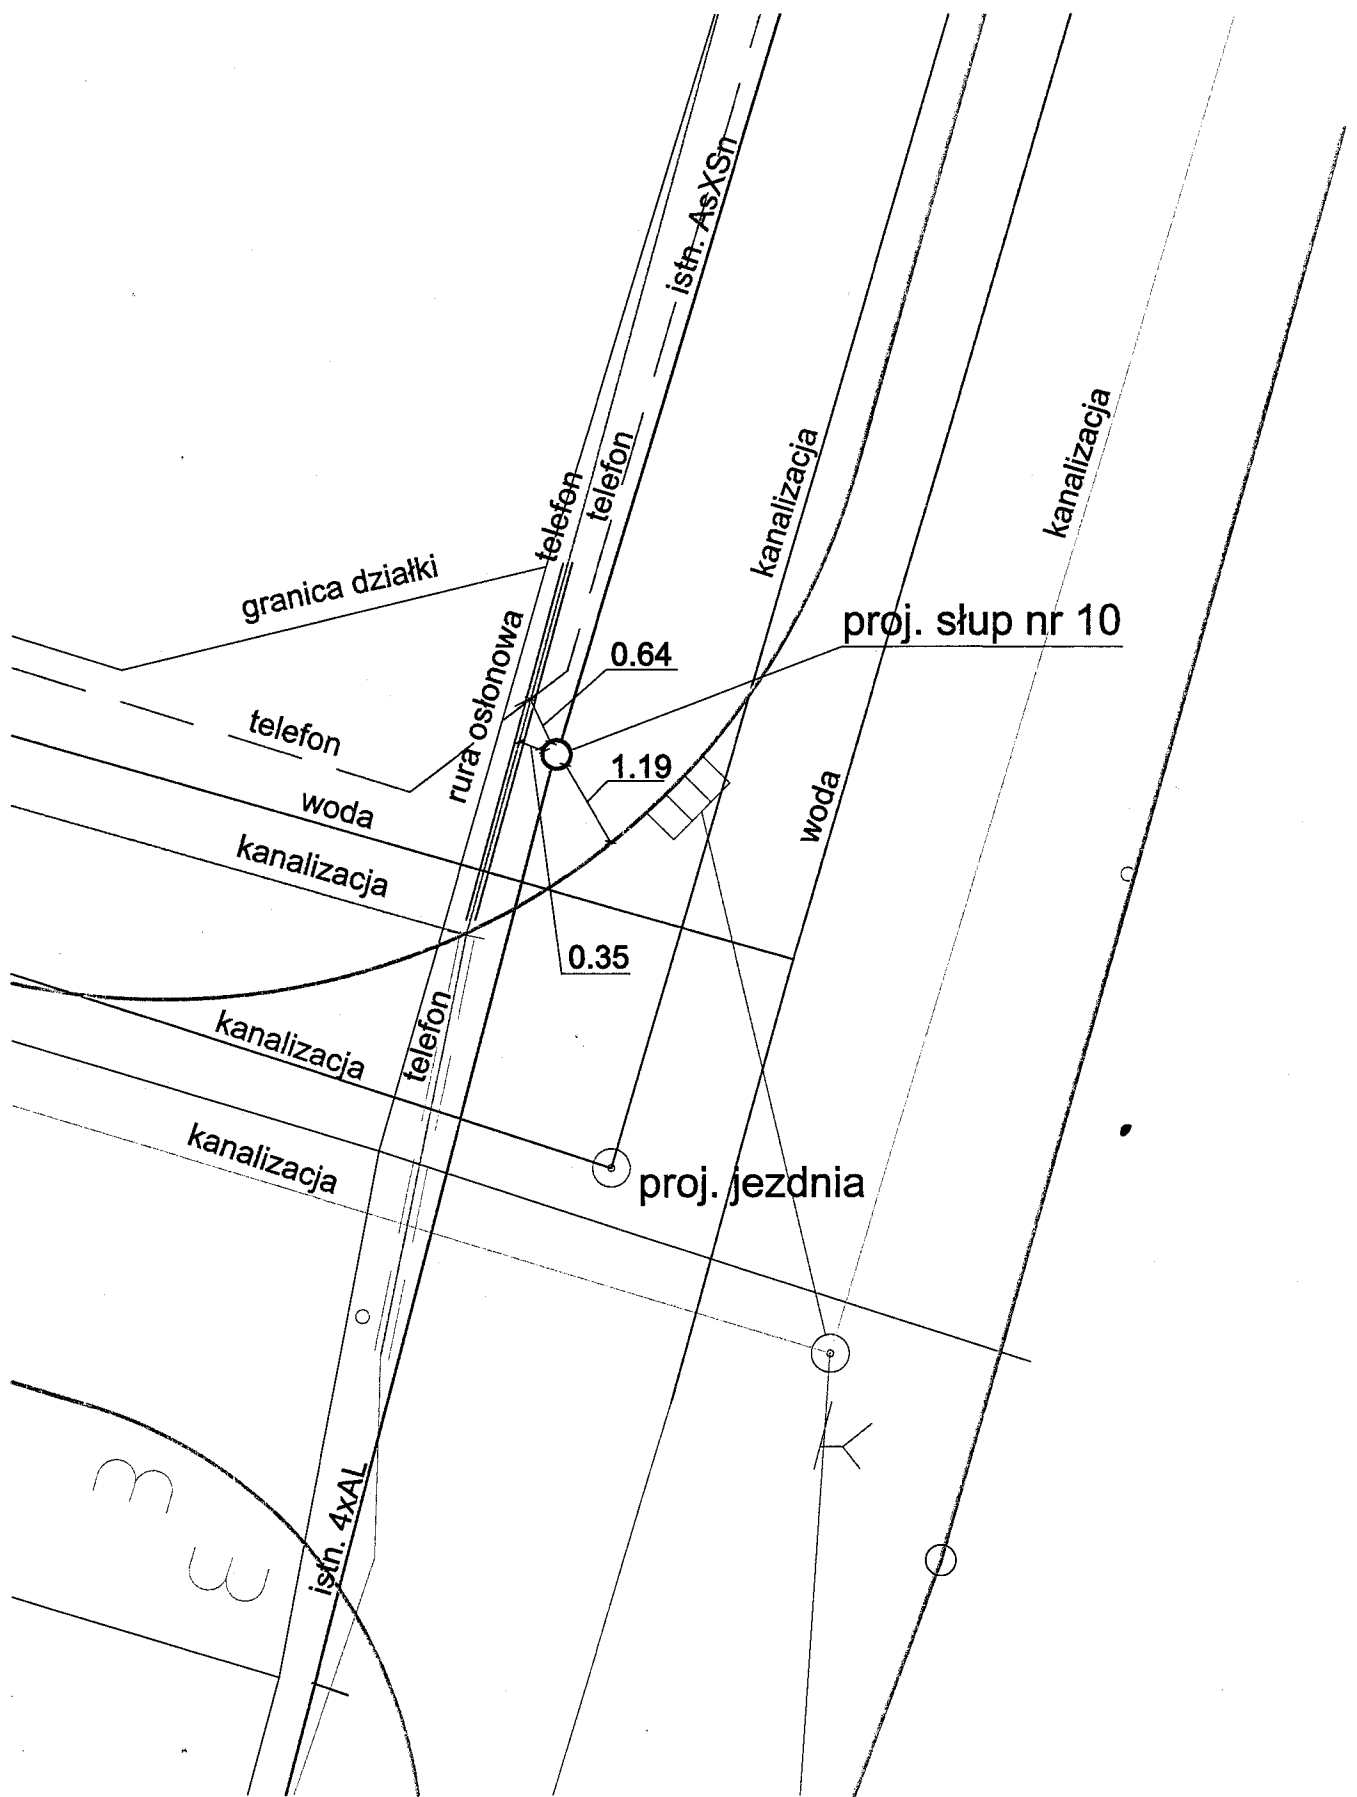 istn. AsXSn
telefon
telefon
kanalizacja
kanalizacja
granica działki
rura osłonowa
proj. słup nr 10
0.64
telefon
1.19
woda
woda
kanalizacja
0.35
kanalizacja
telefon
kanalizacja
proj. jezdnia
istn. 4xAL